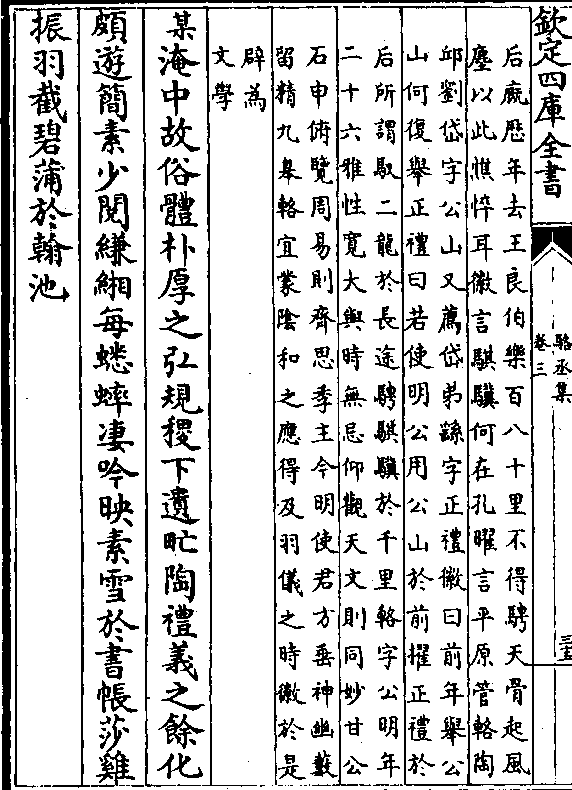 欽定四庫全書
駱丞集
卷三
三五
后廐歴年去王良伯樂百八十里不得騁天骨起風
塵以此憔悴耳徽言騏驥何在孔曜言平原管輅陶
邱劉岱字公山又薦岱弟繇字正禮徽曰前年舉公
山何復舉正禮曰若使明公用公山於前擢正禮於
后所謂馭二龍於長途騁騏驥於千里輅字公明年
二十六雅性寛大與時無忌仰觀天文則同妙甘公
石申俯覽周易則齊思季主今明使君方垂神幽藪
留精九臯輅宜蒙陰和之應得及羽儀之時徽於是
辟為
文學
某淹中故俗體朴厚之弘規稷下遺甿陶禮義之餘化
頗遊簡素少閱縑緗每蟋蟀凄吟映素雪於書帳莎雞
振羽截碧蒲於翰池